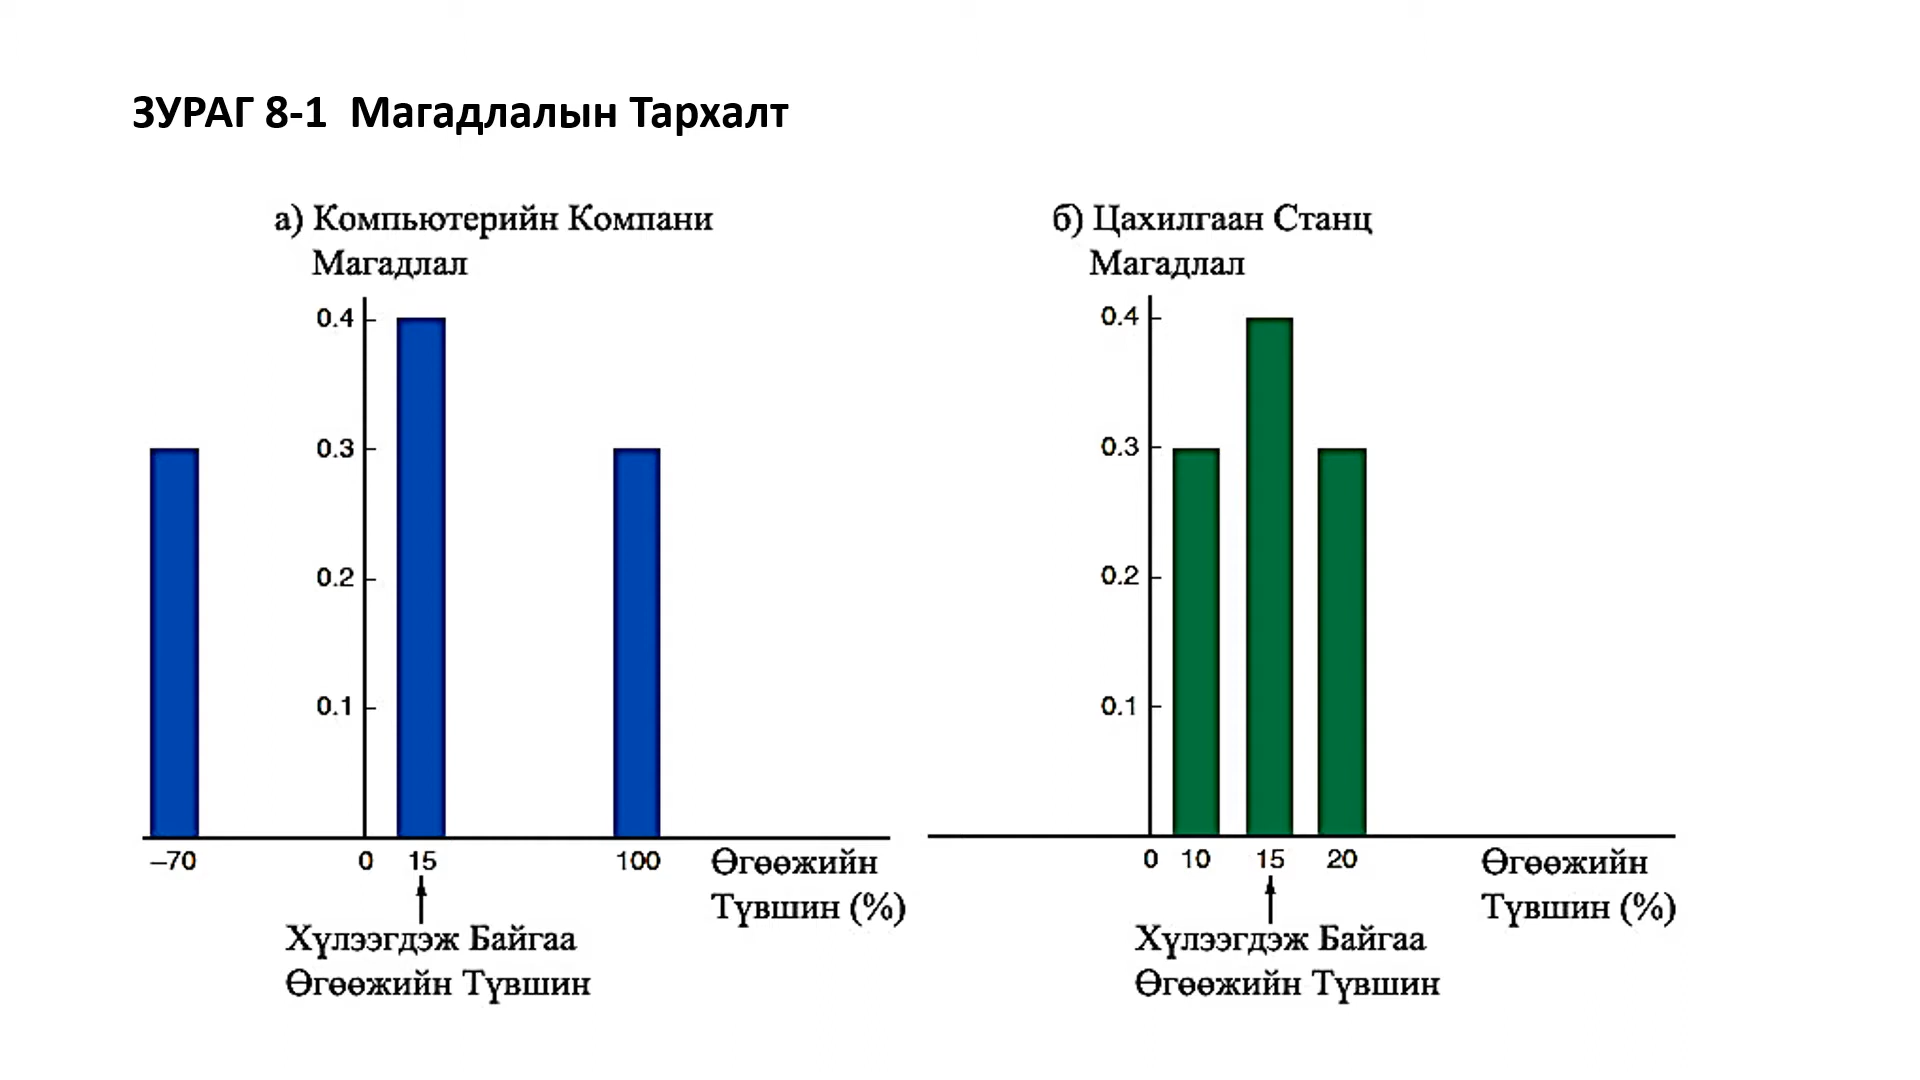 ЗУРАГ 8-1 Магадлалын Тархалт
а) Компьютерийн Компани
Магадлал
0.4
0.3
0.2
0.1
–70 0 15 100
Өгөөжийн
Түвшин (%)
Хүлээгдэж Байгаа
Өгөөжийн Түвшин
б) Цахилгаан Станц
Магадлал
0.4
0.3
0.2
0.1
0 10 15 20
Өгөөжийн
Түвшин (%)
Хүлээгдэж Байгаа
Өгөөжийн Түвшин